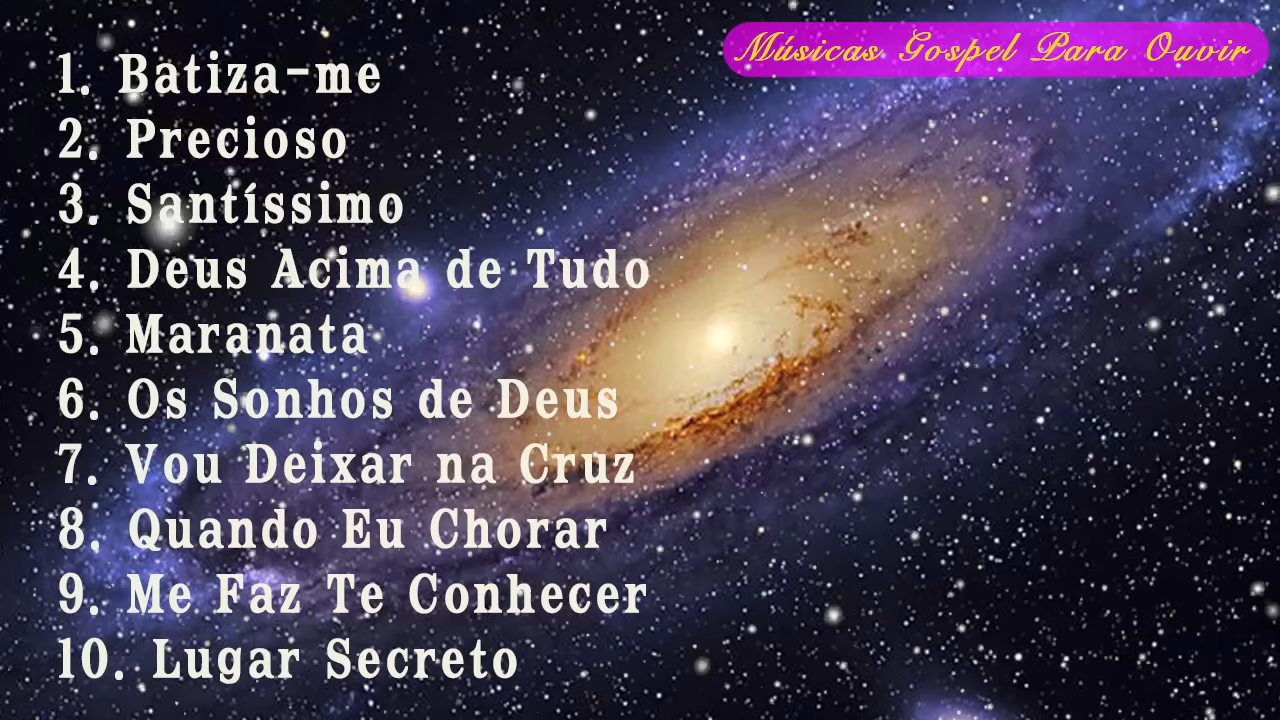 Músicas Gospel Para Ouvir
1. Batiza-me
2. Precioso
3. Santíssimo
4. Deus Acima de Tudo
5. Maranata
6. Os Sonhos de Deus
7. Vou Deixar na Cruz
8. Quando Eu Chorar
9. Me Faz Te Conhecer
10. Lugar Secreto